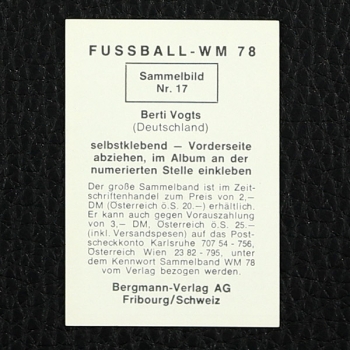 FUSSBALL-WM 78
Sammelbild
Nr. 17
Berti Vogts
(Deutschland)
selbstklebend — Vorderseite
abziehen, im Album an der
numerierten Stelle einkleben
Der große Sammelband ist im Zeit-
schriftenhandel zum Preis von 2,—
DM (Österreich ö.S. 20.—) erhältlich.
Er kann auch gegen Vorauszahlung
von 3,— DM, Österreich ö.S. 25.—
(inkl. Versandspesen) auf das Post-
scheckkonto Karlsruhe 707 54 - 756,
Österreich Wien 23 82 - 795, unter
dem Kennwort Sammelband WM 78
vom Verlag bezogen werden.
Bergmann-Verlag AG
Fribourg/Schweiz